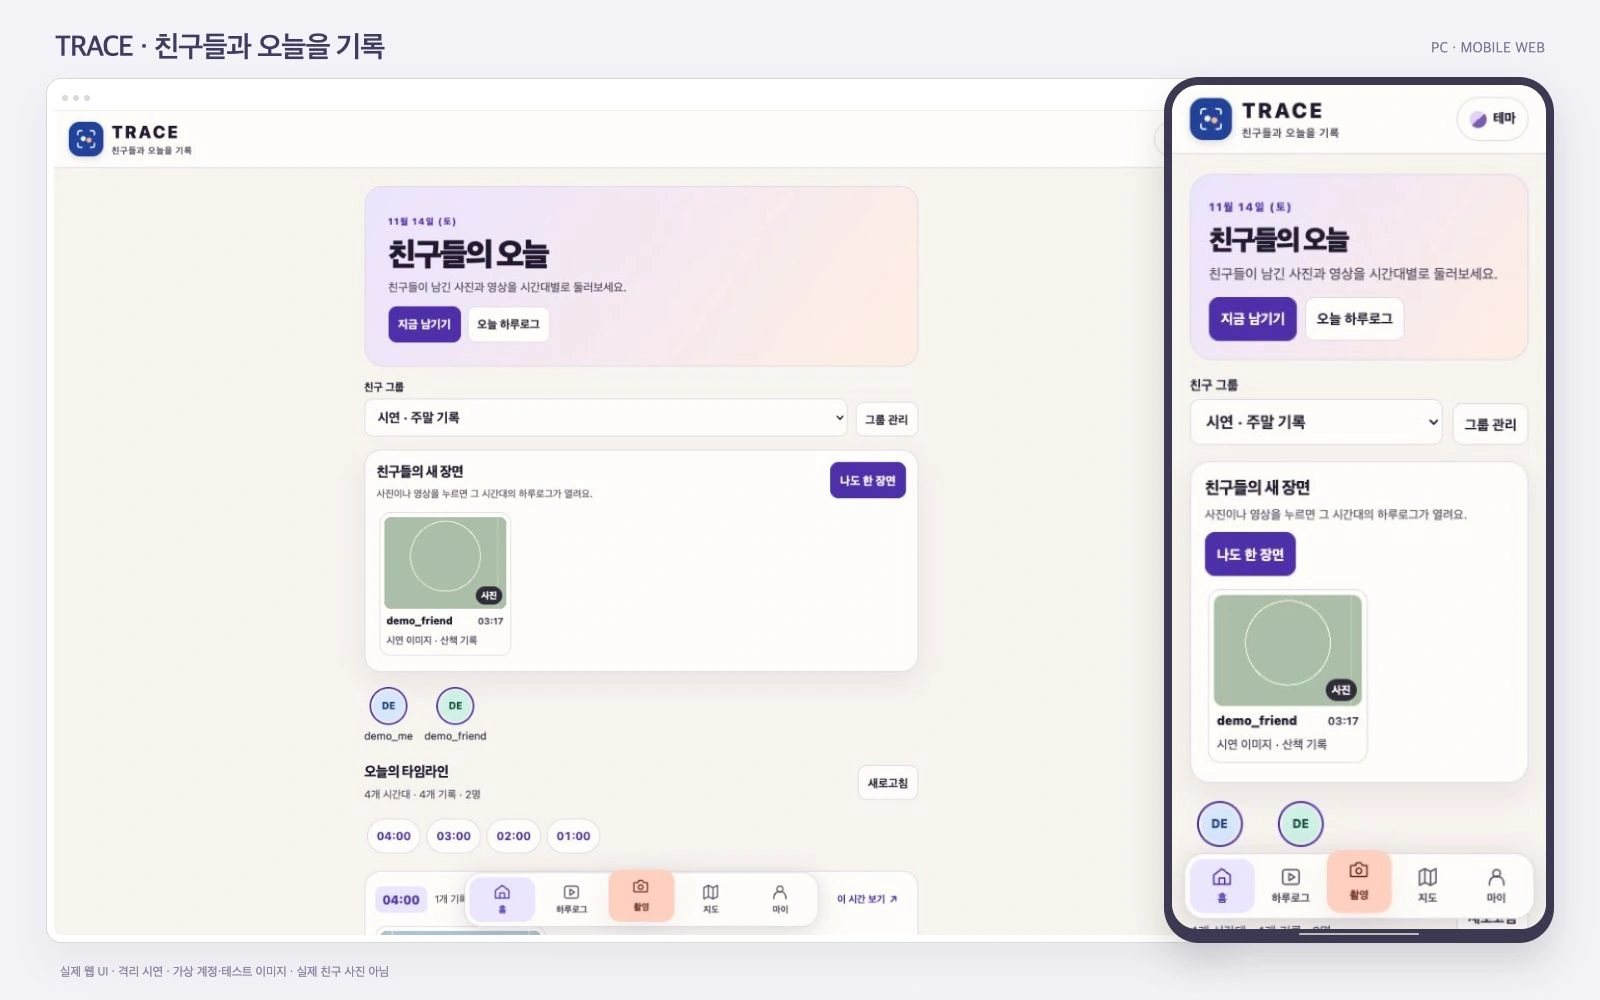 TRACE · 친구들과 오늘을 기록
PC · MOBILE WEB
TRACE
친구들과 오늘을 기록
11월 14일 (토)
친구들의 오늘
친구들이 남긴 사진과 영상을 시간대별로 둘러보세요.
지금 남기기
오늘 하루로그
친구 그룹
시연 · 주말 기록
그룹 관리
친구들의 새 장면
사진이나 영상을 누르면 그 시간대의 하루로그가 열려요.
나도 한 장면
사진
demo_friend 03:17
시연 이미지 · 산책 기록
DE DE
demo_me demo_friend
오늘의 타임라인
4개 시간대 · 4개 기록 · 2명
새로고침
04:00 03:00 02:00 01:00
04:00 1개 기록
이 시간 보기 ↗
홈 하루로그 촬영 지도 마이
TRACE
친구들과 오늘을 기록
테마
11월 14일 (토)
친구들의 오늘
친구들이 남긴 사진과 영상을 시간대별로 둘러보세요.
지금 남기기
오늘 하루로그
친구 그룹
시연 · 주말 기록
그룹 관리
친구들의 새 장면
사진이나 영상을 누르면 그 시간대의 하루로그가 열려요.
나도 한 장면
사진
demo_friend 03:17
시연 이미지 · 산책 기록
DE DE
홈 하루로그 촬영 지도 마이
실제 웹 UI · 격리 시연 · 가상 계정·테스트 이미지 · 실제 친구 사진 아님